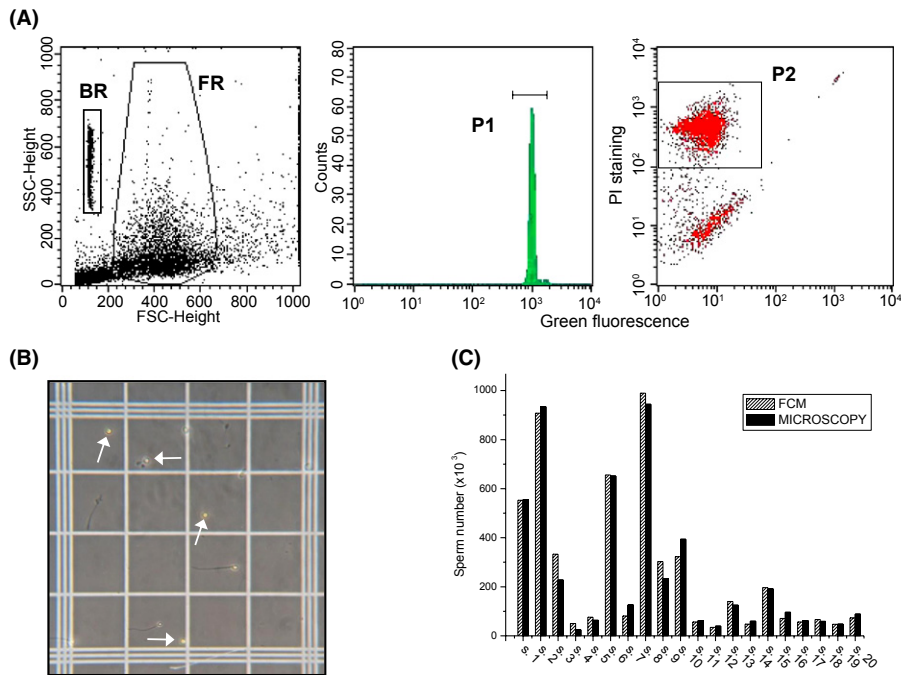 (A)
SSC-Height
1000
800
600
400
200
0
BR
FR
0 200 400 600 800 1000
FSC-Height
Counts
80
70
60
50
40
30
20
10
0
P1
10⁰ 10¹ 10² 10³ 10⁴
Green fluorescence
PI staining
10⁴
10³
10²
10¹
10⁰
P2
10⁰ 10¹ 10² 10³ 10⁴
(B)
(C)
Sperm number (x10³)
1000
800
600
400
200
0
FCM
MICROSCOPY
S 1
S 2
S 3
S 4
S 5
S 6
S 7
S 8
S 9
S 10
S 11
S 12
S 13
S 14
S 15
S 16
S 17
S 18
S 19
S 20